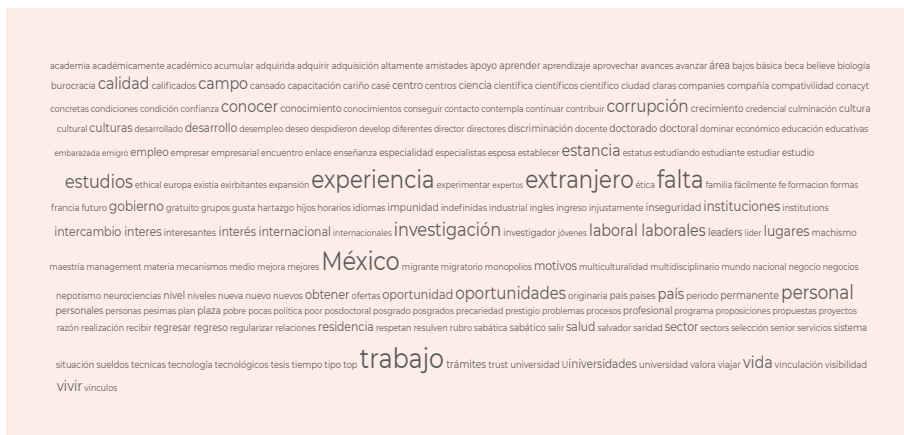 academia académicamente académico acumular adquirida adquirir adquisición altamente amistades apoyo aprender aprendizaje aprovechar avances avanzar área bajos básica beca believe biología
burocracia calidad calificados campo cansado capacitación cariño casé centro centros ciencia científica científicos científico ciudad claras companies compañía compatividilad conacyt
concretas condiciones condición confianza conocer conocimiento conocimientos conseguir contacto contempla continuar contribuir corrupción crecimiento credencial culminación cultura
cultural culturas desarrollado desarrollo desempleo deseo despidieron develop diferentes director directores discriminación docente doctorado doctoral dominar económico educación educativas
embarazada emigró empleo empresar empresarial encuentro enlace enseñanza especialidad especialistas esposa establecer estancia estatus estudiando estudiante estudiar estudio
estudios ethical europa existía exirbitantes expansión experiencia experimentar expertos extranjero ética falta familia fácilmente fe formacion formas
francia futuro gobierno gratuito grupos gusta hartazgo hijos horarios idiomas impunidad indefinidas industrial ingles ingreso injustamente inseguridad instituciones institutions
intercambio interes interesantes interés internacional internacionales investigación investigador jóvenes laboral laborales leaders lider lugares machismo
maestría management materia mecanismos medio mejora mejores México migrante migratorio monopolios motivos multiculturalidad multidisciplinario mundo nacional negocio negocios
nepotismo neurociencias nivel niveles nueva nuevo nuevos obtener ofertas oportunidad oportunidades originaria pais paises país periodo permanente personal
personales personas pesimas plan plaza pobre pocas política poor posdoctoral posgrado posgrados precariedad prestigio problemas procesos profesional programa proposiciones propuestas proyectos
razón realización recibir regresar regreso regularizar relaciones residencia respetan resulven rubro sabática sabático salir salud salvador saridad sector sectors selección senior servicios sistema
situación sueldos tecnicas tecnología tecnológicos tesis tiempo tipo top trabajo trámites trust universidad Uiniversidades universidad valora viajar vida vinculación visibilidad
vivir vínculos